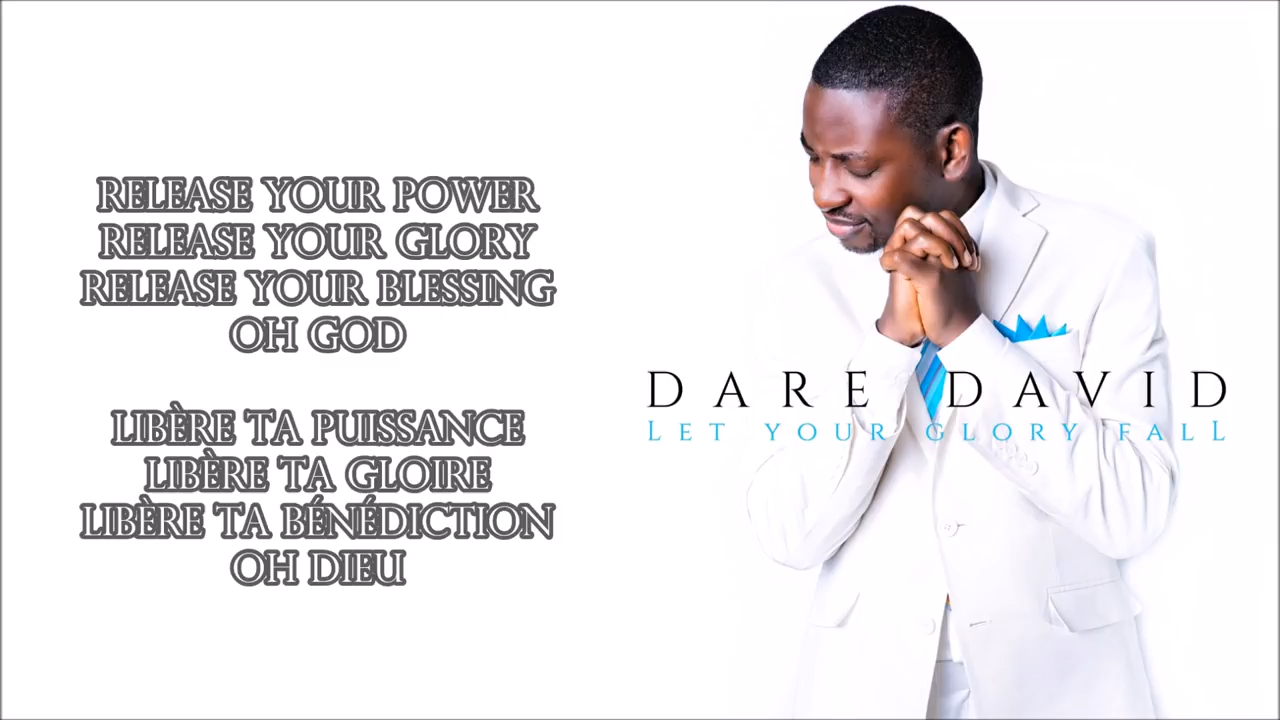 RELEASE YOUR POWER
RELEASE YOUR GLORY
RELEASE YOUR BLESSING
OH GOD
LIBÈRE TA PUISSANCE
LIBÈRE TA GLOIRE
LIBÈRE TA BÉNÉDICTION
OH DIEU
DARE DAVID
LET YOUR GLORY FALL